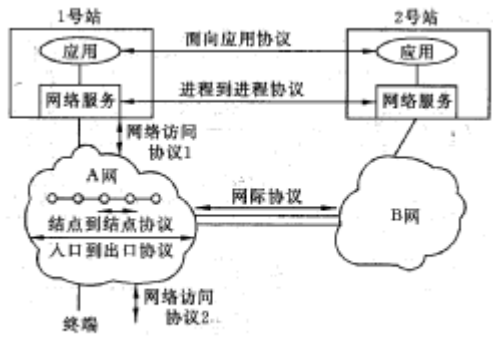 1号站
2号站
应用
面向应用协议
应用
网络服务
进程到进程协议
网络服务
网络访问
协议1
A网
网际协议
B网
结点到结点协议
入口到出口协议
网络访问
协议2
终端